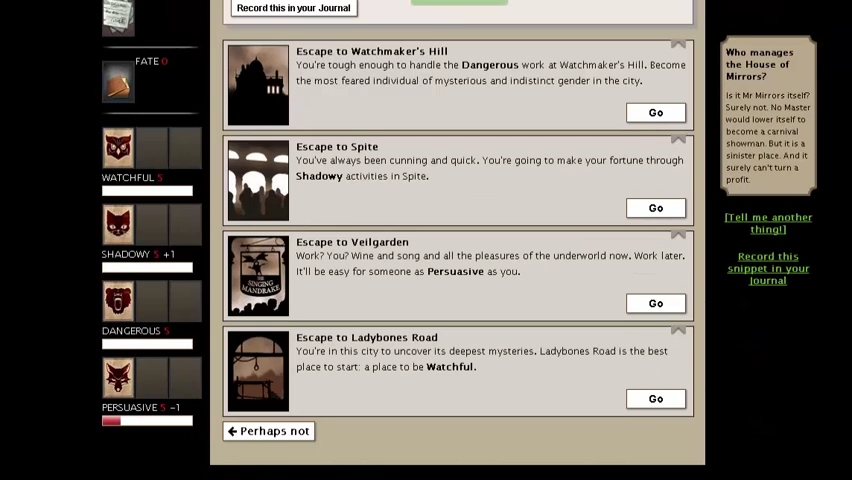 Record this in your Journal
FATE 0
WATCHFUL 5
SHADOWY 5 +1
DANGEROUS 5
PERSUASIVE 5 −1
Escape to Watchmaker's Hill
You're tough enough to handle the Dangerous work at Watchmaker's Hill. Become
the most feared individual of mysterious and indistinct gender in the city.
Go
Escape to Spite
You've always been cunning and quick. You're going to make your fortune through
Shadowy activities in Spite.
Go
Escape to Veilgarden
Work? You? Wine and song and all the pleasures of the underworld now. Work later.
It'll be easy for someone as Persuasive as you.
THE
SINGING
MANDRAKE
Go
Escape to Ladybones Road
You're in this city to uncover its deepest mysteries. Ladybones Road is the best
place to start: a place to be Watchful.
Go
Perhaps not
Who manages
the House of
Mirrors?
Is it Mr Mirrors itself?
Surely not. No Master
would lower itself to
become a carnival
showman. But it is a
sinister place. And it
surely can't turn a
profit.
[Tell me another
thing!]
Record this
snippet in your
Journal